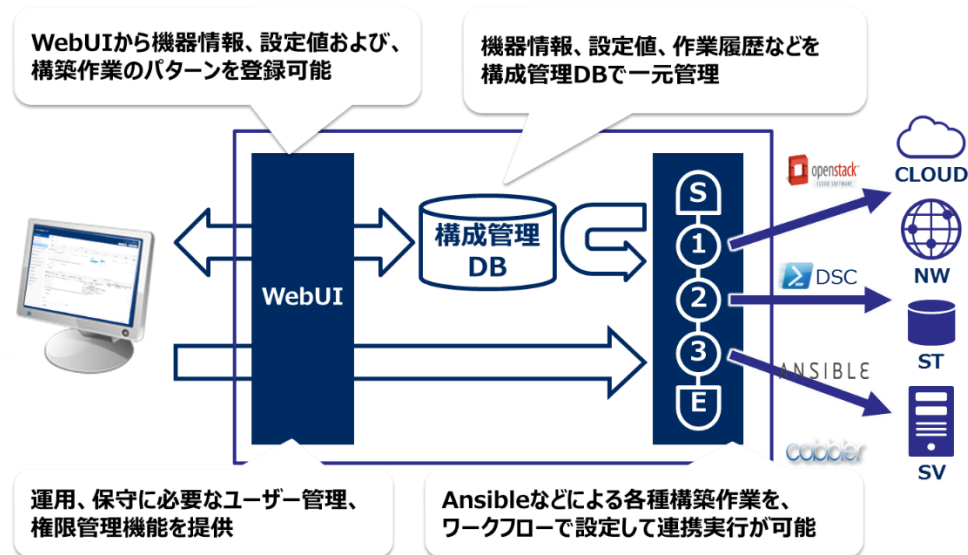 WebUIから機器情報、設定値および、
構築作業のパターンを登録可能
機器情報、設定値、作業履歴などを
構成管理DBで一元管理
openstack
CLOUD SOFTWARE
CLOUD
S
1
構成管理
DB
WebUI
2
DSC
NW
3
ANSIBLE
ST
E
cobbler
SV
運用、保守に必要なユーザー管理、
権限管理機能を提供
Ansibleなどによる各種構築作業を、
ワークフローで設定して連携実行が可能